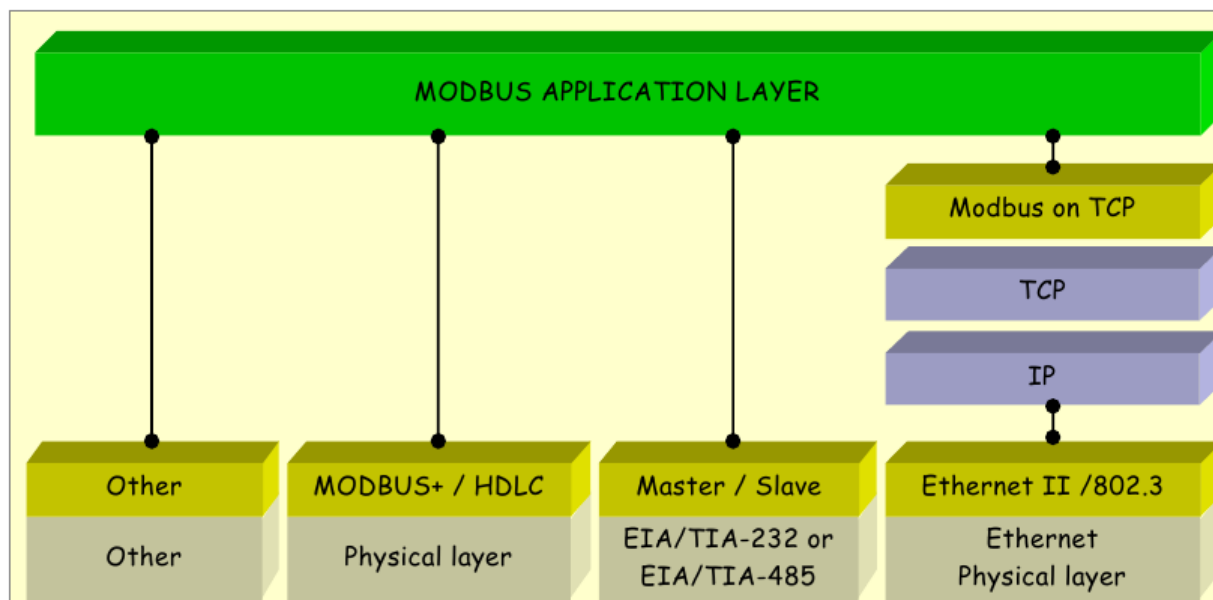 MODBUS APPLICATION LAYER
Modbus on TCP
TCP
IP
Other
MODBUS+ / HDLC
Master / Slave
Ethernet II /802.3
Other
Physical layer
EIA/TIA-232 or
EIA/TIA-485
Ethernet
Physical layer